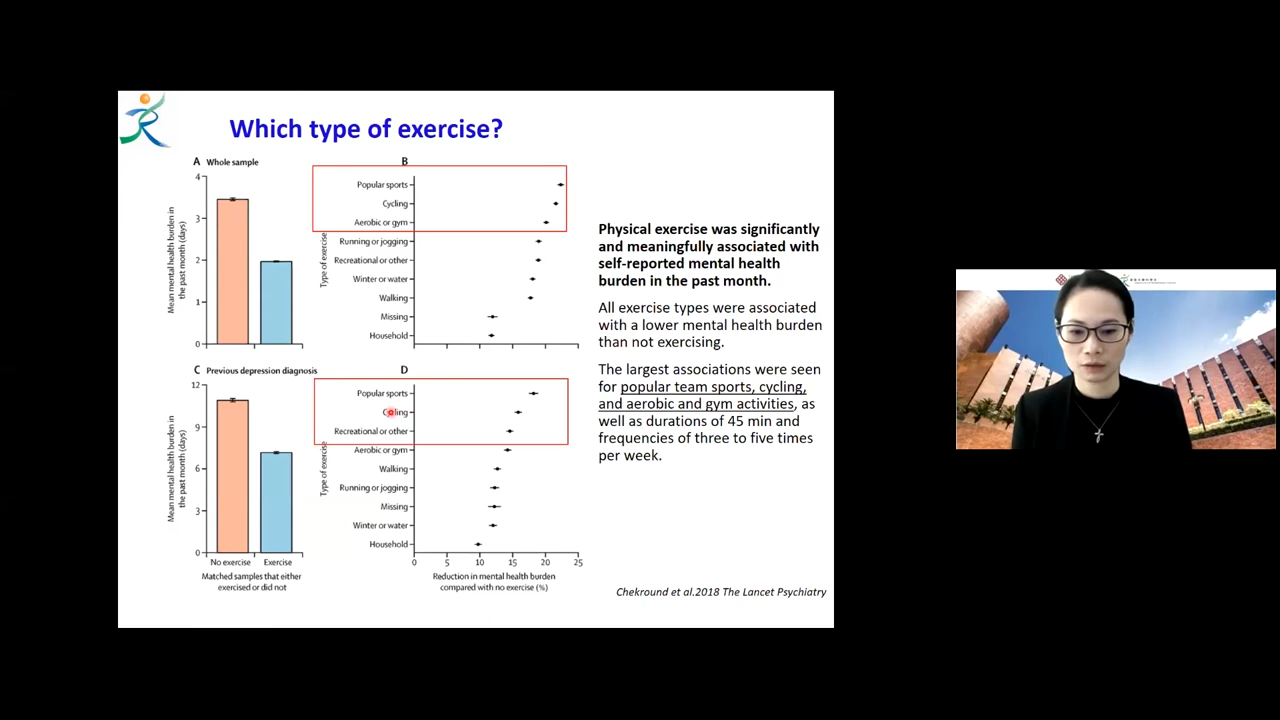 Which type of exercise?
A Whole sample
4
3
2
1
0
Mean mental health burden in
the past month (days)
B
Popular sports
Cycling
Aerobic or gym
Running or jogging
Recreational or other
Winter or water
Walking
Missing
Household
Type of exercise
C Previous depression diagnosis
12
9
6
3
0
Mean mental health burden in
the past month (days)
No exercise
Exercise
Matched samples that either
exercised or did not
D
Popular sports
Cycling
Recreational or other
Aerobic or gym
Walking
Running or jogging
Missing
Winter or water
Household
Type of exercise
0 5 10 15 20 25
Reduction in mental health burden
compared with no exercise (%)
Physical exercise was significantly
and meaningfully associated with
self-reported mental health
burden in the past month.
All exercise types were associated
with a lower mental health burden
than not exercising.
The largest associations were seen
for popular team sports, cycling,
and aerobic and gym activities, as
well as durations of 45 min and
frequencies of three to five times
per week.
Chekround et al.2018 The Lancet Psychiatry